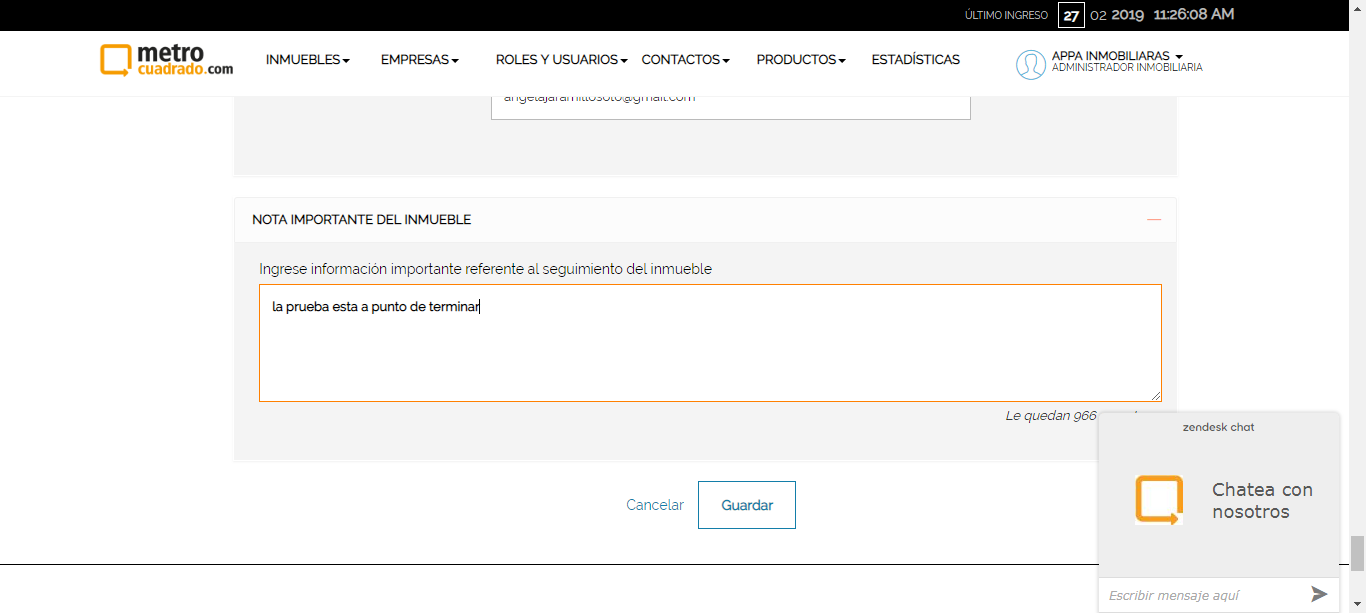 ÚLTIMO INGRESO 27 02 2019 11:26:08 AM
metro
cuadrado.com
INMUEBLES EMPRESAS ROLES Y USUARIOS CONTACTOS PRODUCTOS ESTADÍSTICAS
APPA INMOBILIARAS
ADMINISTRADOR INMOBILIARIA
angelajaramillosoto@gmail.com
NOTA IMPORTANTE DEL INMUEBLE
Ingrese información importante referente al seguimiento del inmueble
la prueba esta a punto de terminar
Le quedan 966
zendesk chat
Chatea con
nosotros
Cancelar Guardar
Escribir mensaje aquí